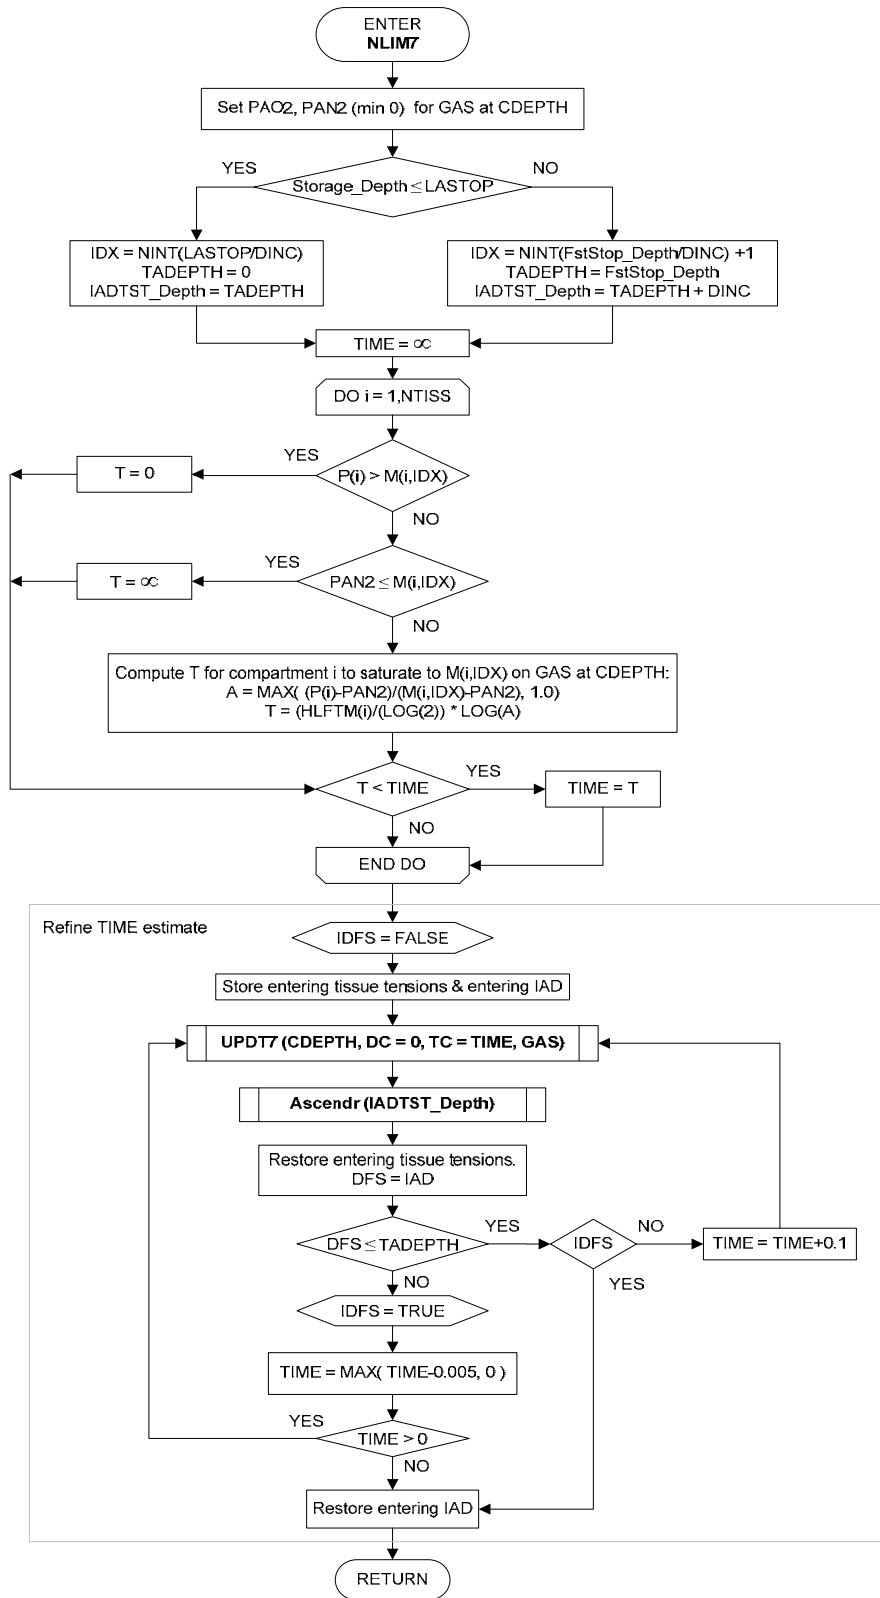 ENTER
NLIM7
Set PAO2, PAN2 (min 0) for GAS at CDEPTH
YES
NO
Storage_Depth ≤ LASTOP
IDX = NINT(LASTOP/DINC)
TADEPTH = 0
IADTST_Depth = TADEPTH
IDX = NINT(FstStop_Depth/DINC) +1
TADEPTH = FstStop_Depth
IADTST_Depth = TADEPTH + DINC
TIME = ∞
DO i = 1,NTISS
YES
T = 0
P(i) > M(i,IDX)
NO
YES
T = ∞
PAN2 ≤ M(i,IDX)
NO
Compute T for compartment i to saturate to M(i,IDX) on GAS at CDEPTH:
A = MAX( (P(i)-PAN2)/(M(i,IDX)-PAN2), 1.0)
T = (HLFTM(i)/(LOG(2)) * LOG(A)
YES
T < TIME
TIME = T
NO
END DO
Refine TIME estimate
IDFS = FALSE
Store entering tissue tensions & entering IAD
UPDT7 (CDEPTH, DC = 0, TC = TIME, GAS)
Ascendr (IADTST_Depth)
Restore entering tissue tensions.
DFS = IAD
YES
NO
DFS ≤ TADEPTH
IDFS
TIME = TIME+0.1
NO
YES
IDFS = TRUE
TIME = MAX( TIME-0.005, 0 )
YES
TIME > 0
NO
Restore entering IAD
RETURN